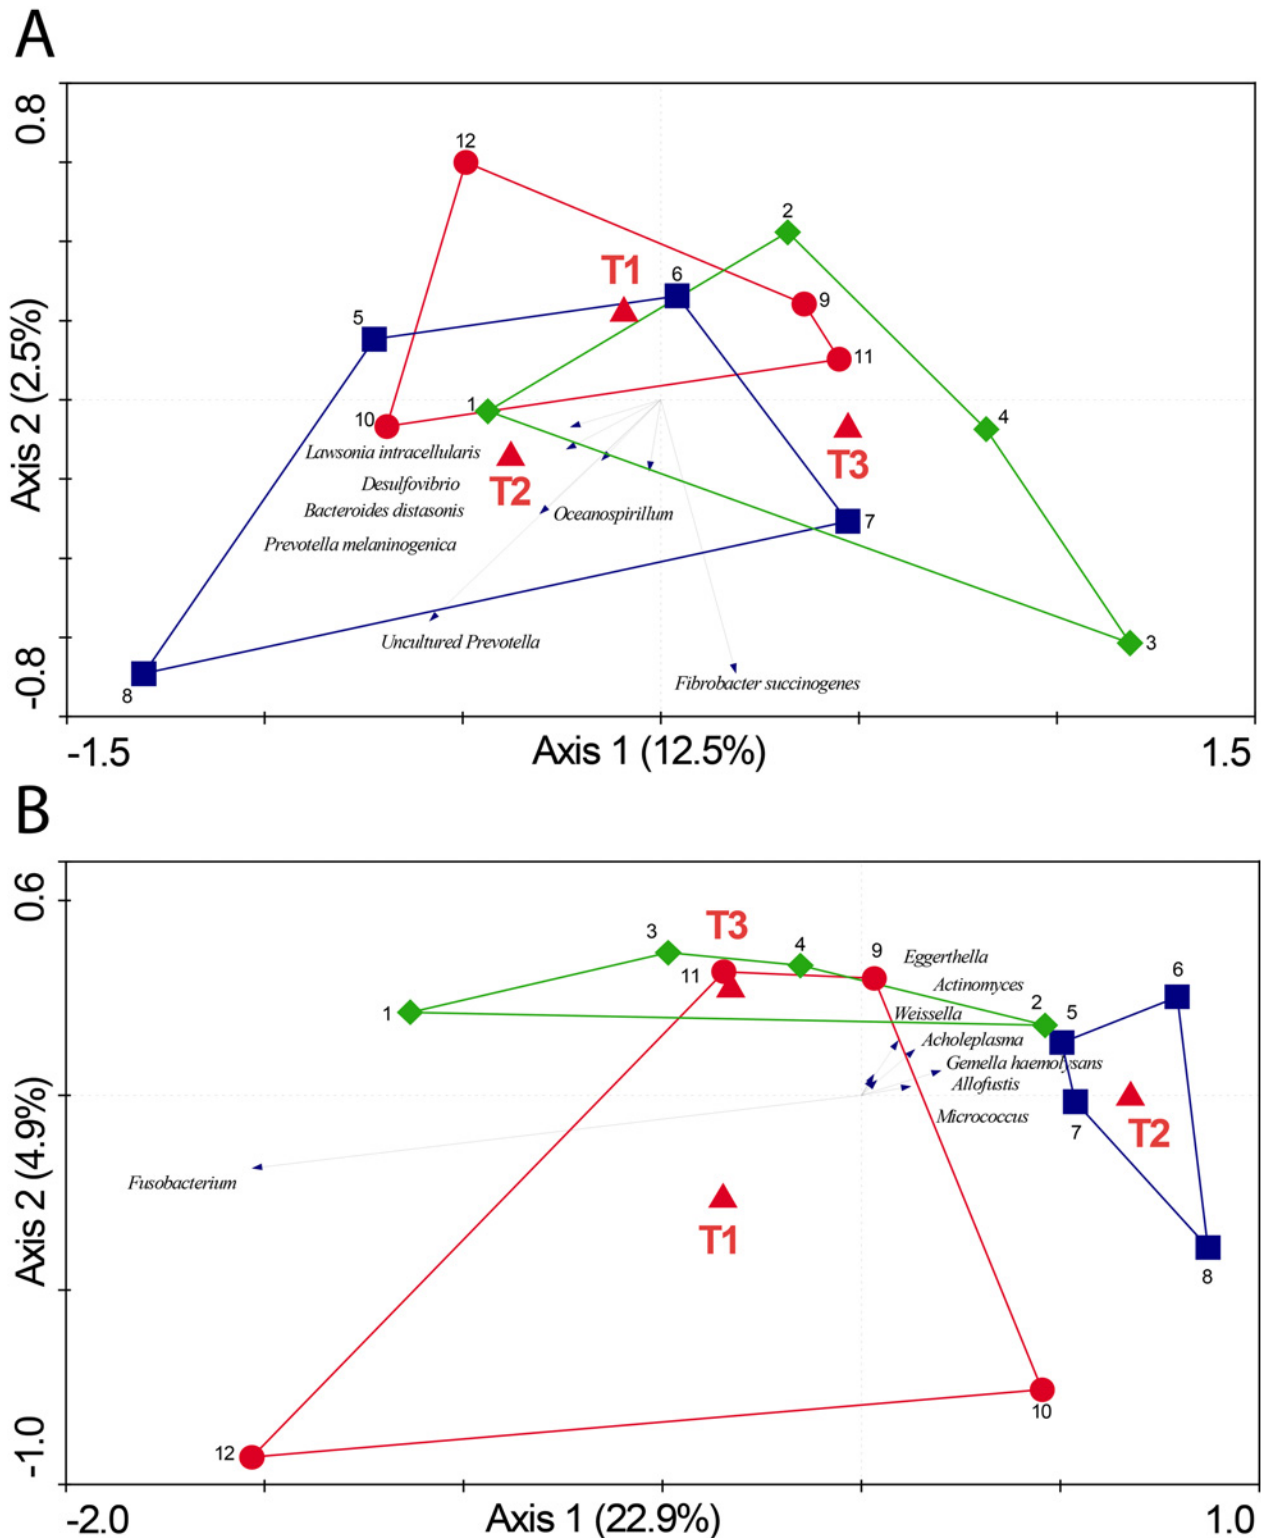 A
0.8
12
2
T1
6
9
5
11
1
10
4
Lawsonia intracellularis
T3
Desulfovibrio
T2
Bacteroides distasonis
Oceanospirillum
7
Prevotella melaninogenica
Uncultured Prevotella
3
Fibrobacter succinogenes
8
Axis 2 (2.5%)
-0.8
-1.5
Axis 1 (12.5%)
1.5
B
0.6
T3
3
4
9
Eggerthella
11
6
Actinomyces
1
Weissella
2
5
Acholeplasma
Gemella haemolysans
Allofustis
Micrococcus
7
T2
Fusobacterium
T1
8
Axis 2 (4.9%)
10
12
-1.0
-2.0
Axis 1 (22.9%)
1.0